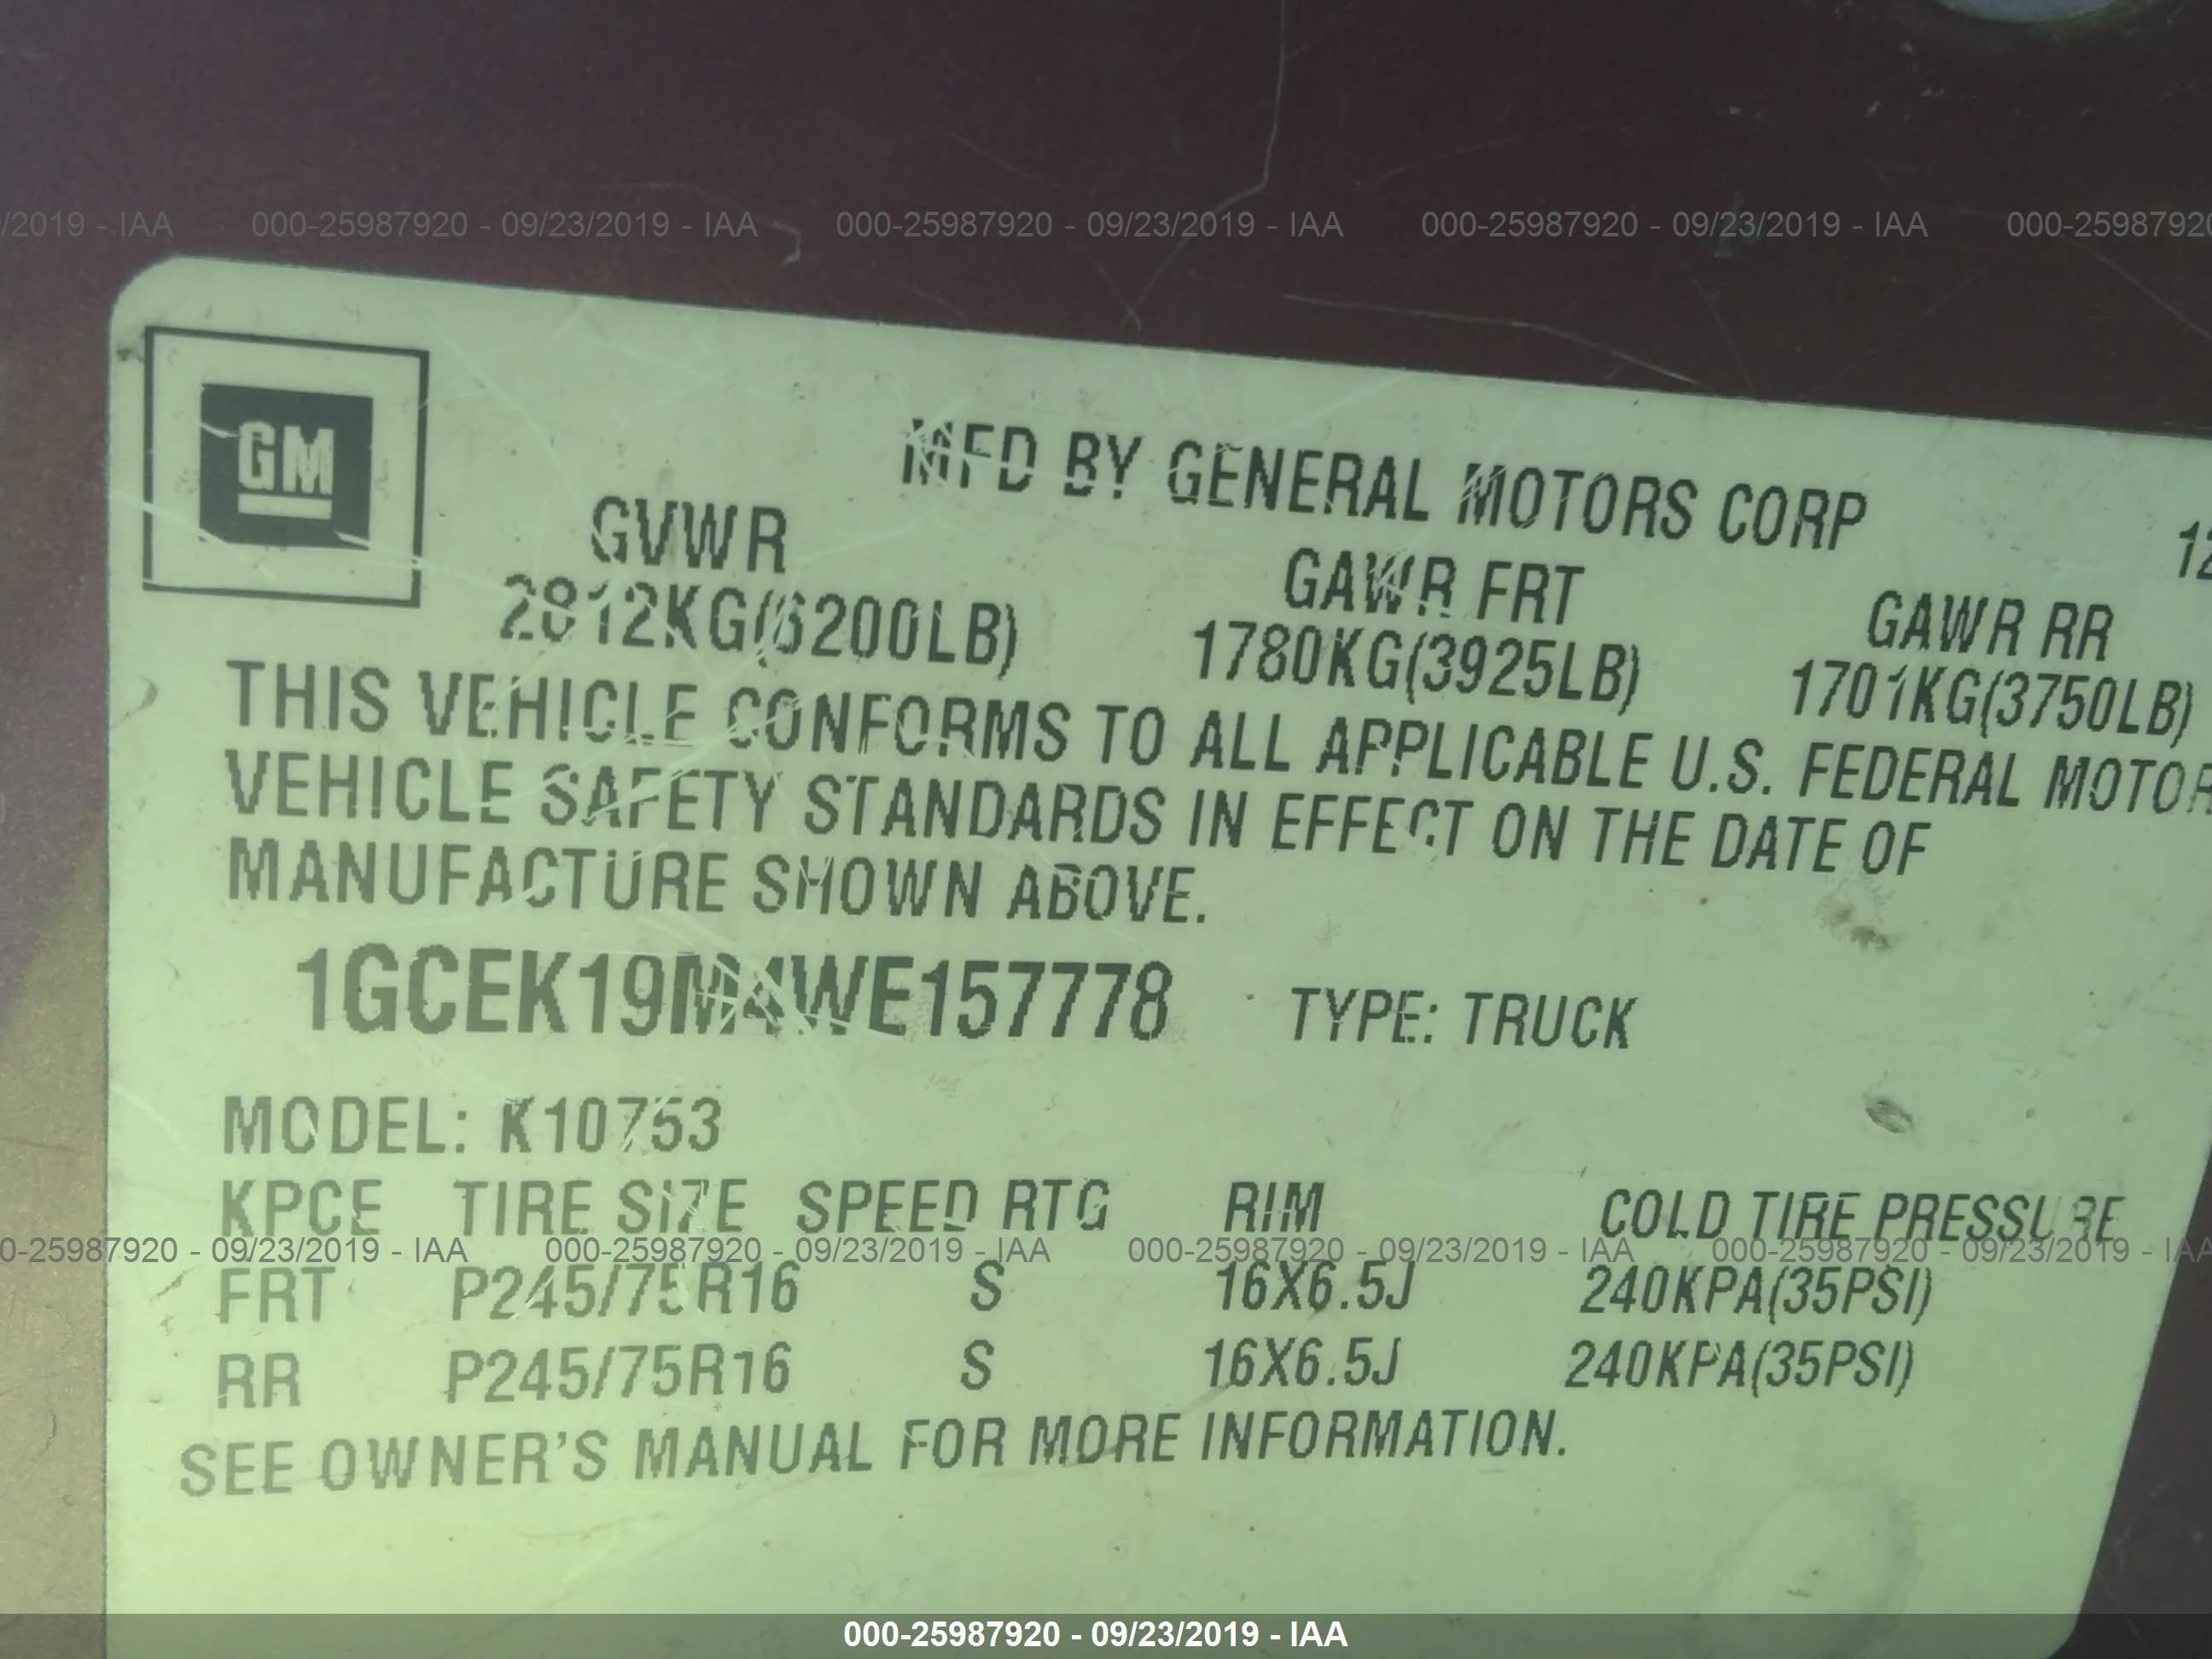 /2019 - IAA 000-25987920 - 09/23/2019 - IAA 000-25987920 - 09/23/2019 - IAA 000-25987920 - 09/23/2019 - IAA 000-2598792
GM
MFD BY GENERAL MOTORS CORP 12
GVWR GAWR FRT GAWR RR
2812KG(6200LB) 1780KG(3925LB) 1701KG(3750LB)
THIS VEHICLE CONFORMS TO ALL APPLICABLE U.S. FEDERAL MOTOR
VEHICLE SAFETY STANDARDS IN EFFECT ON THE DATE OF
MANUFACTURE SHOWN ABOVE.
1GCEK19M4WE157778 TYPE: TRUCK
MODEL: K10753
KPCE TIRE SIZE SPEED RTG RIM COLD TIRE PRESSURE
0-25987920 - 09/23/2019 - IAA 000-25987920 - 09/23/2019 - IAA 000-25987920 - 09/23/2019 - IAA 000-25987920 - 09/23/2019 - IAA
FRT P245/75R16 S 16X6.5J 240KPA(35PSI)
RR P245/75R16 S 16X6.5J 240KPA(35PSI)
SEE OWNER'S MANUAL FOR MORE INFORMATION.
000-25987920 - 09/23/2019 - IAA